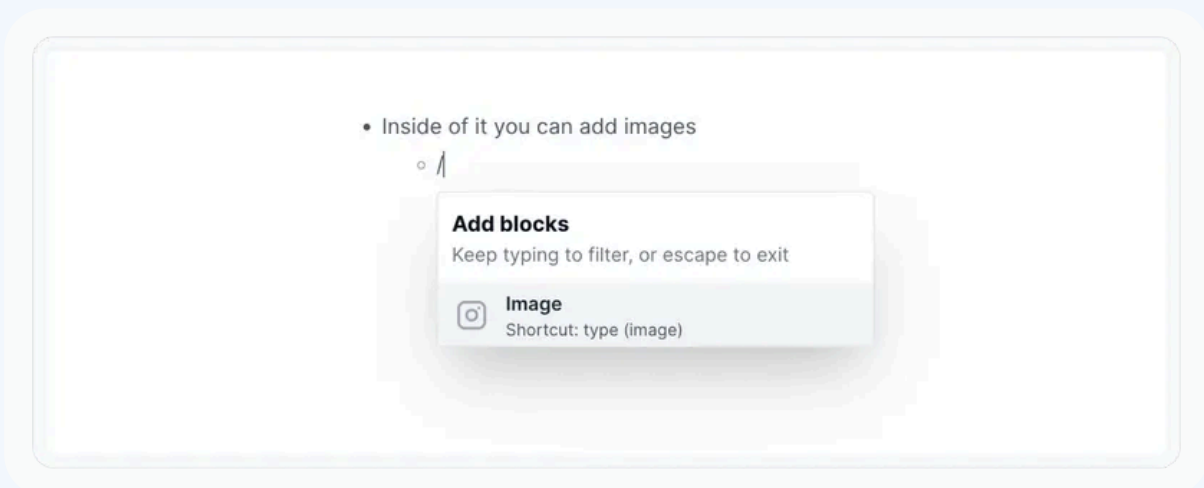 • Inside of it you can add images
○ /
Add blocks
Keep typing to filter, or escape to exit
Image
Shortcut: type (image)